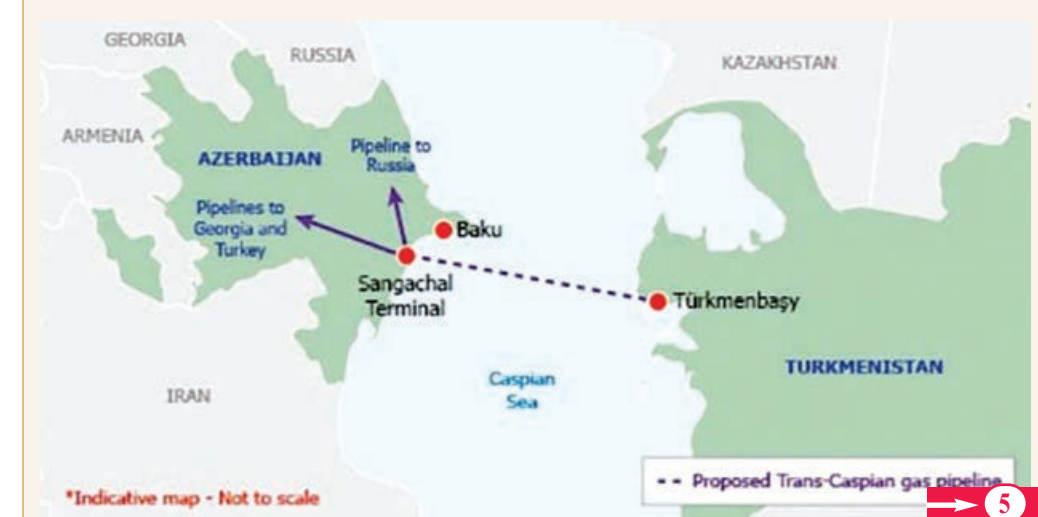 GEORGIA
RUSSIA
KAZAKHSTAN
ARMENIA
AZERBAIJAN
Pipeline to
Russia
Pipelines to
Georgia and
Turkey
Baku
Sangachal
Terminal
Türkmenbaşy
TURKMENISTAN
Caspian
Sea
IRAN
*Indicative map - Not to scale
Proposed Trans-Caspian gas pipeline
5